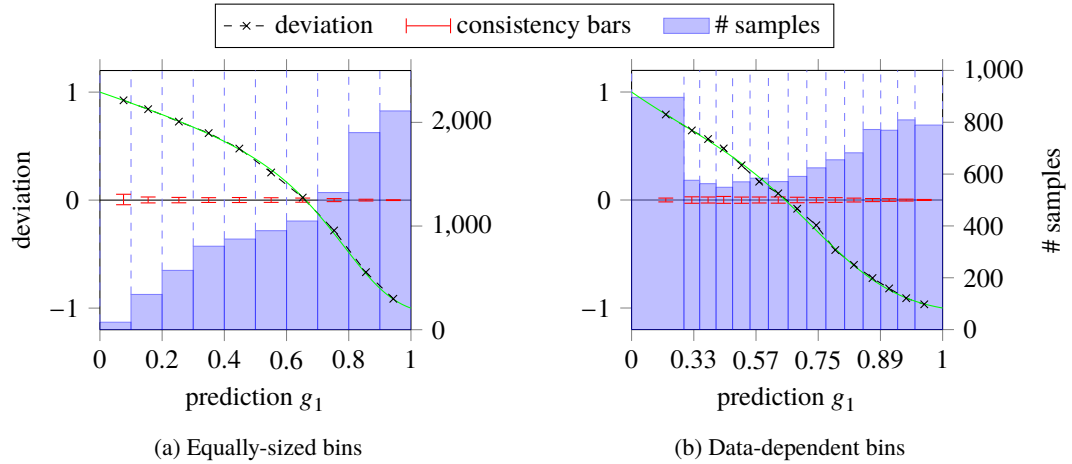 deviation consistency bars # samples
1
0
−1
deviation
2,000
1,000
0
0 0.2 0.4 0.6 0.8 1
prediction g₁
(a) Equally-sized bins
1
0
−1
1,000
800
600
400
200
0
# samples
0 0.33 0.57 0.75 0.89 1
prediction g₁
(b) Data-dependent bins